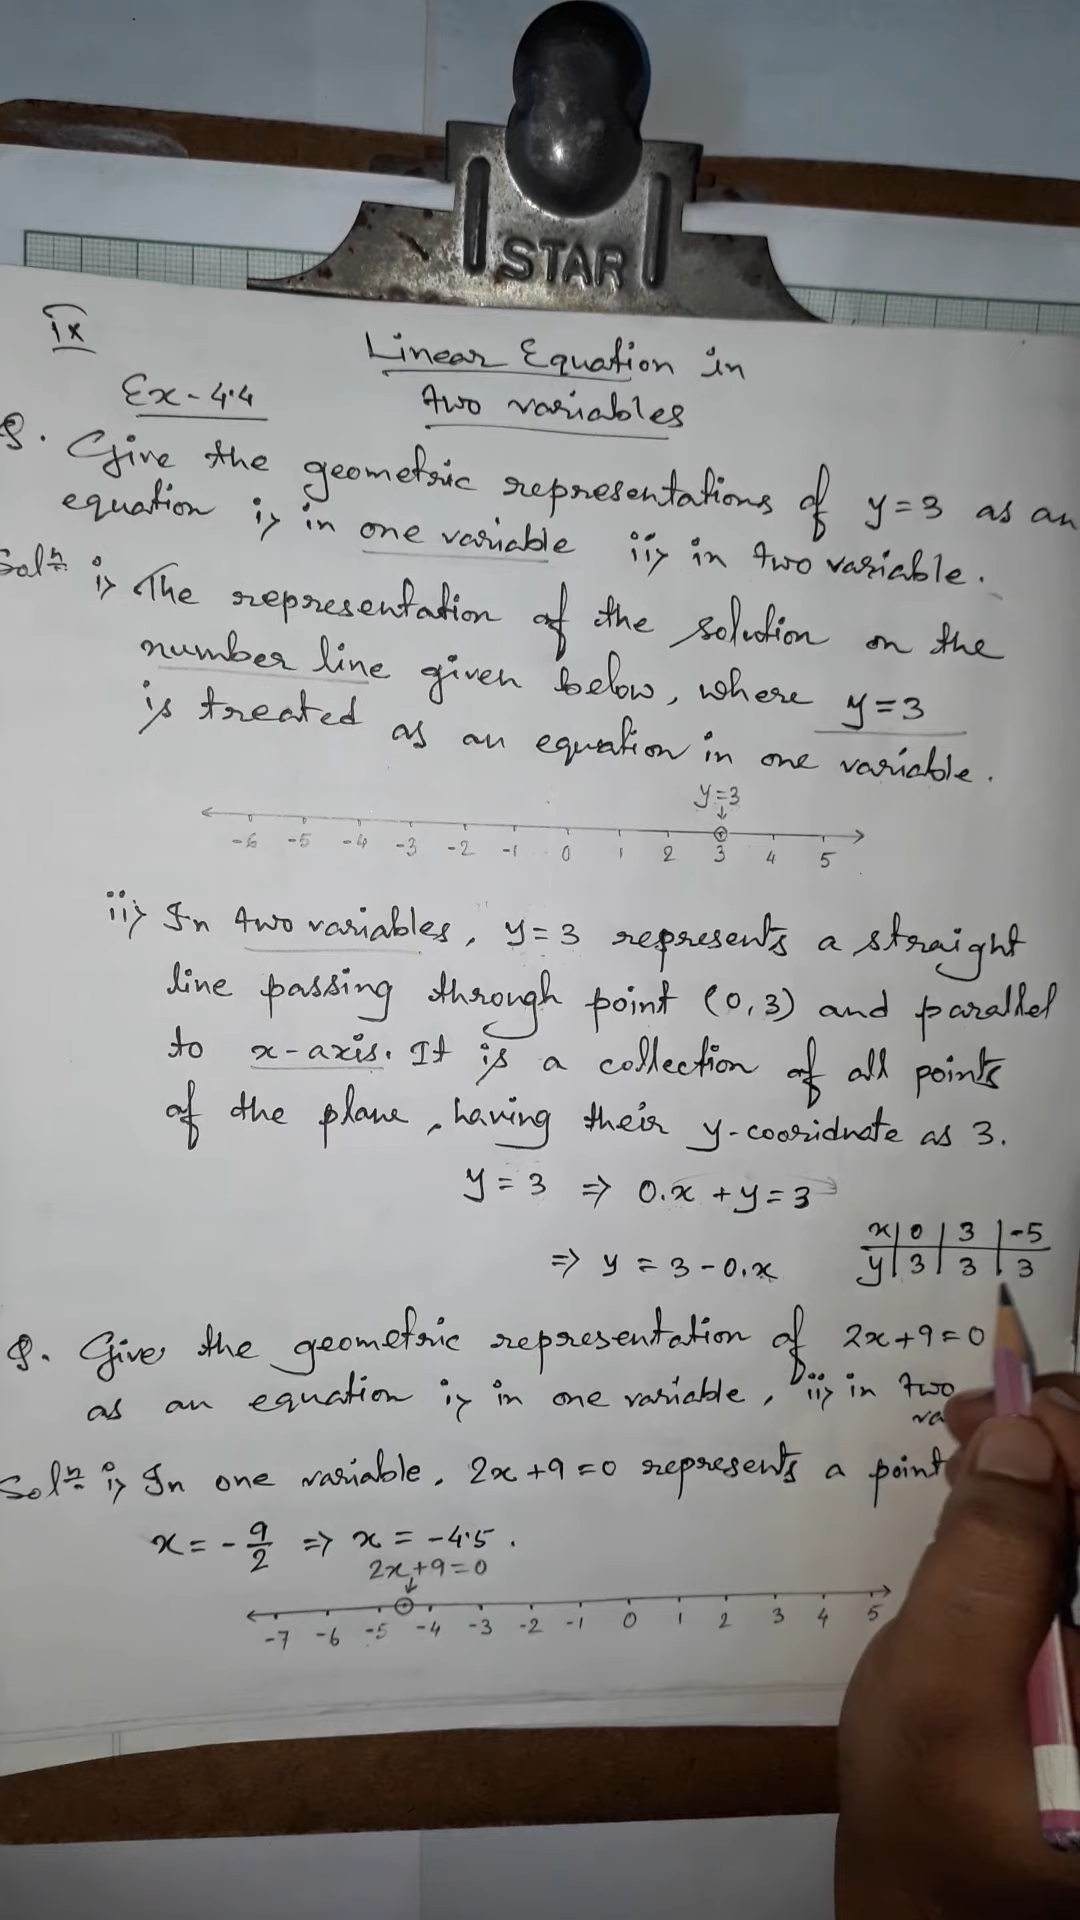 STAR
ix
Linear Equation in
Ex-4.4
two variables
Q. Give the geometric representations of y=3 as an
equation i> in one variable ii> in two variable.
Solⁿ: i> The representation of the solution on the
number line given below, where y=3
is treated as an equation in one variable.
y=3
-6 -5 -4 -3 -2 -1 0 1 2 3 4 5
ii> In two variables, y=3 represents a straight
line passing through point (0,3) and parallel
to x-axis. It is a collection of all points
of the plane, having their y-cooridnate as 3.
y = 3 ⇒ 0.x + y = 3
x | 0 | 3 | -5
⇒ y = 3 - 0.x
y | 3 | 3 | 3
Q. Give the geometric representation of 2x+9=0
as an equation i> in one variable, ii> in two
va
Solⁿ: i> In one variable, 2x+9=0 represents a point
x = -9/2 ⇒ x = -4.5.
2x+9=0
-7 -6 -5 -4 -3 -2 -1 0 1 2 3 4 5